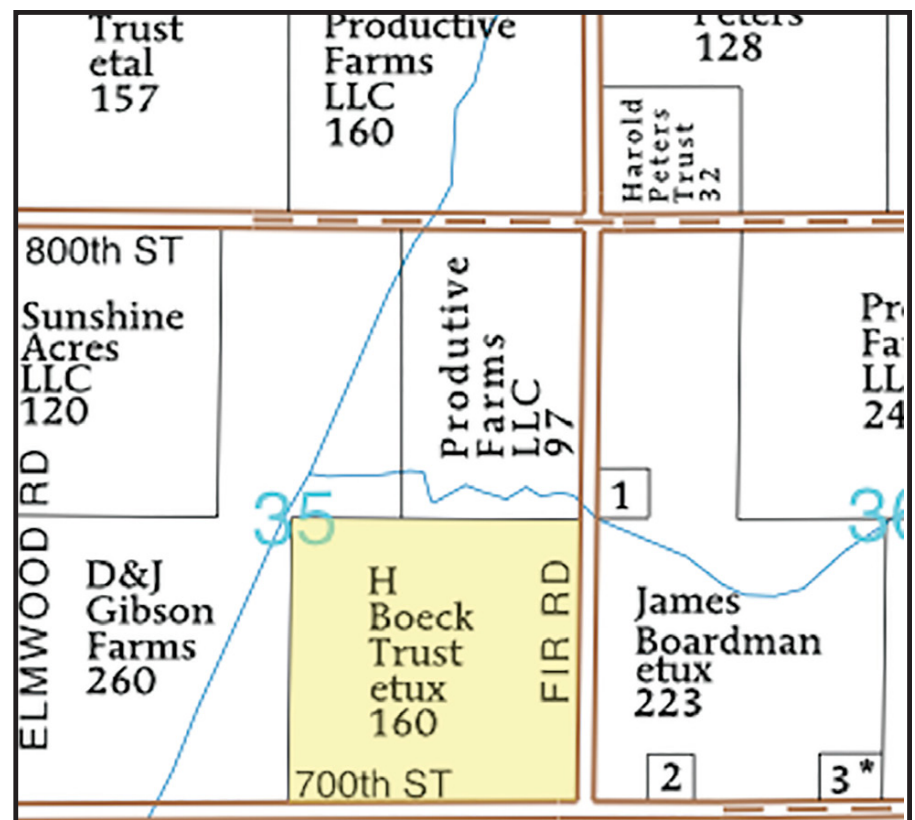 Trust
etal
157
Productive
Farms
LLC
160
Peters
128
Harold
Peters
Trust
32
800th ST
Sunshine
Acres
LLC
120
Produtive
Farms
LLC
97
1
35
ELMWOOD RD
D&J
Gibson
Farms
260
H
Boeck
Trust
etux
160
FIR RD
700th ST
James
Boardman
etux
223
2
3*